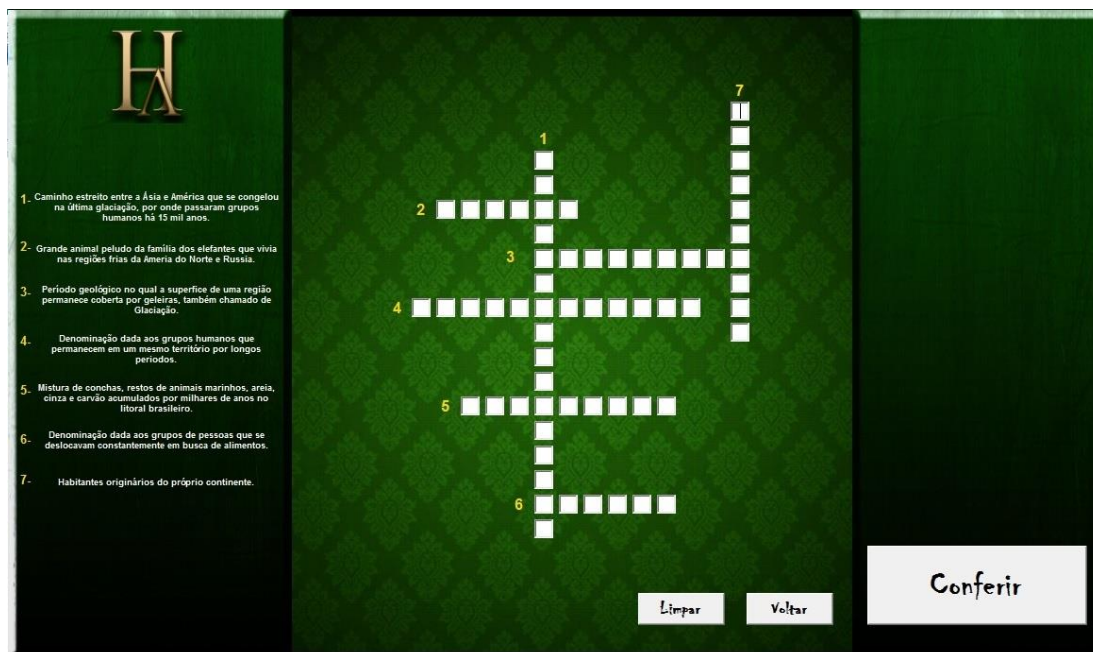 HA
1- Caminho estreito entre a Ásia e América que se congelou
na última glaciação, por onde passaram grupos
humanos há 15 mil anos.
2- Grande animal peludo da família dos elefantes que vivia
nas regiões frias da Ameria do Norte e Russia.
3- Período geológico no qual a superfice de uma região
permanece coberta por geleiras, também chamado de
Glaciação.
4- Denominação dada aos grupos humanos que
permanecem em um mesmo território por longos
períodos.
5- Mistura de conchas, restos de animais marinhos, areia,
cinza e carvão acumulados por milhares de anos no
litoral brasileiro.
6- Denominação dada aos grupos de pessoas que se
deslocavam constantemente em busca de alimentos.
7- Habitantes originários do próprio continente.
7
1
2
3
4
5
6
Limpar
Voltar
Conferir